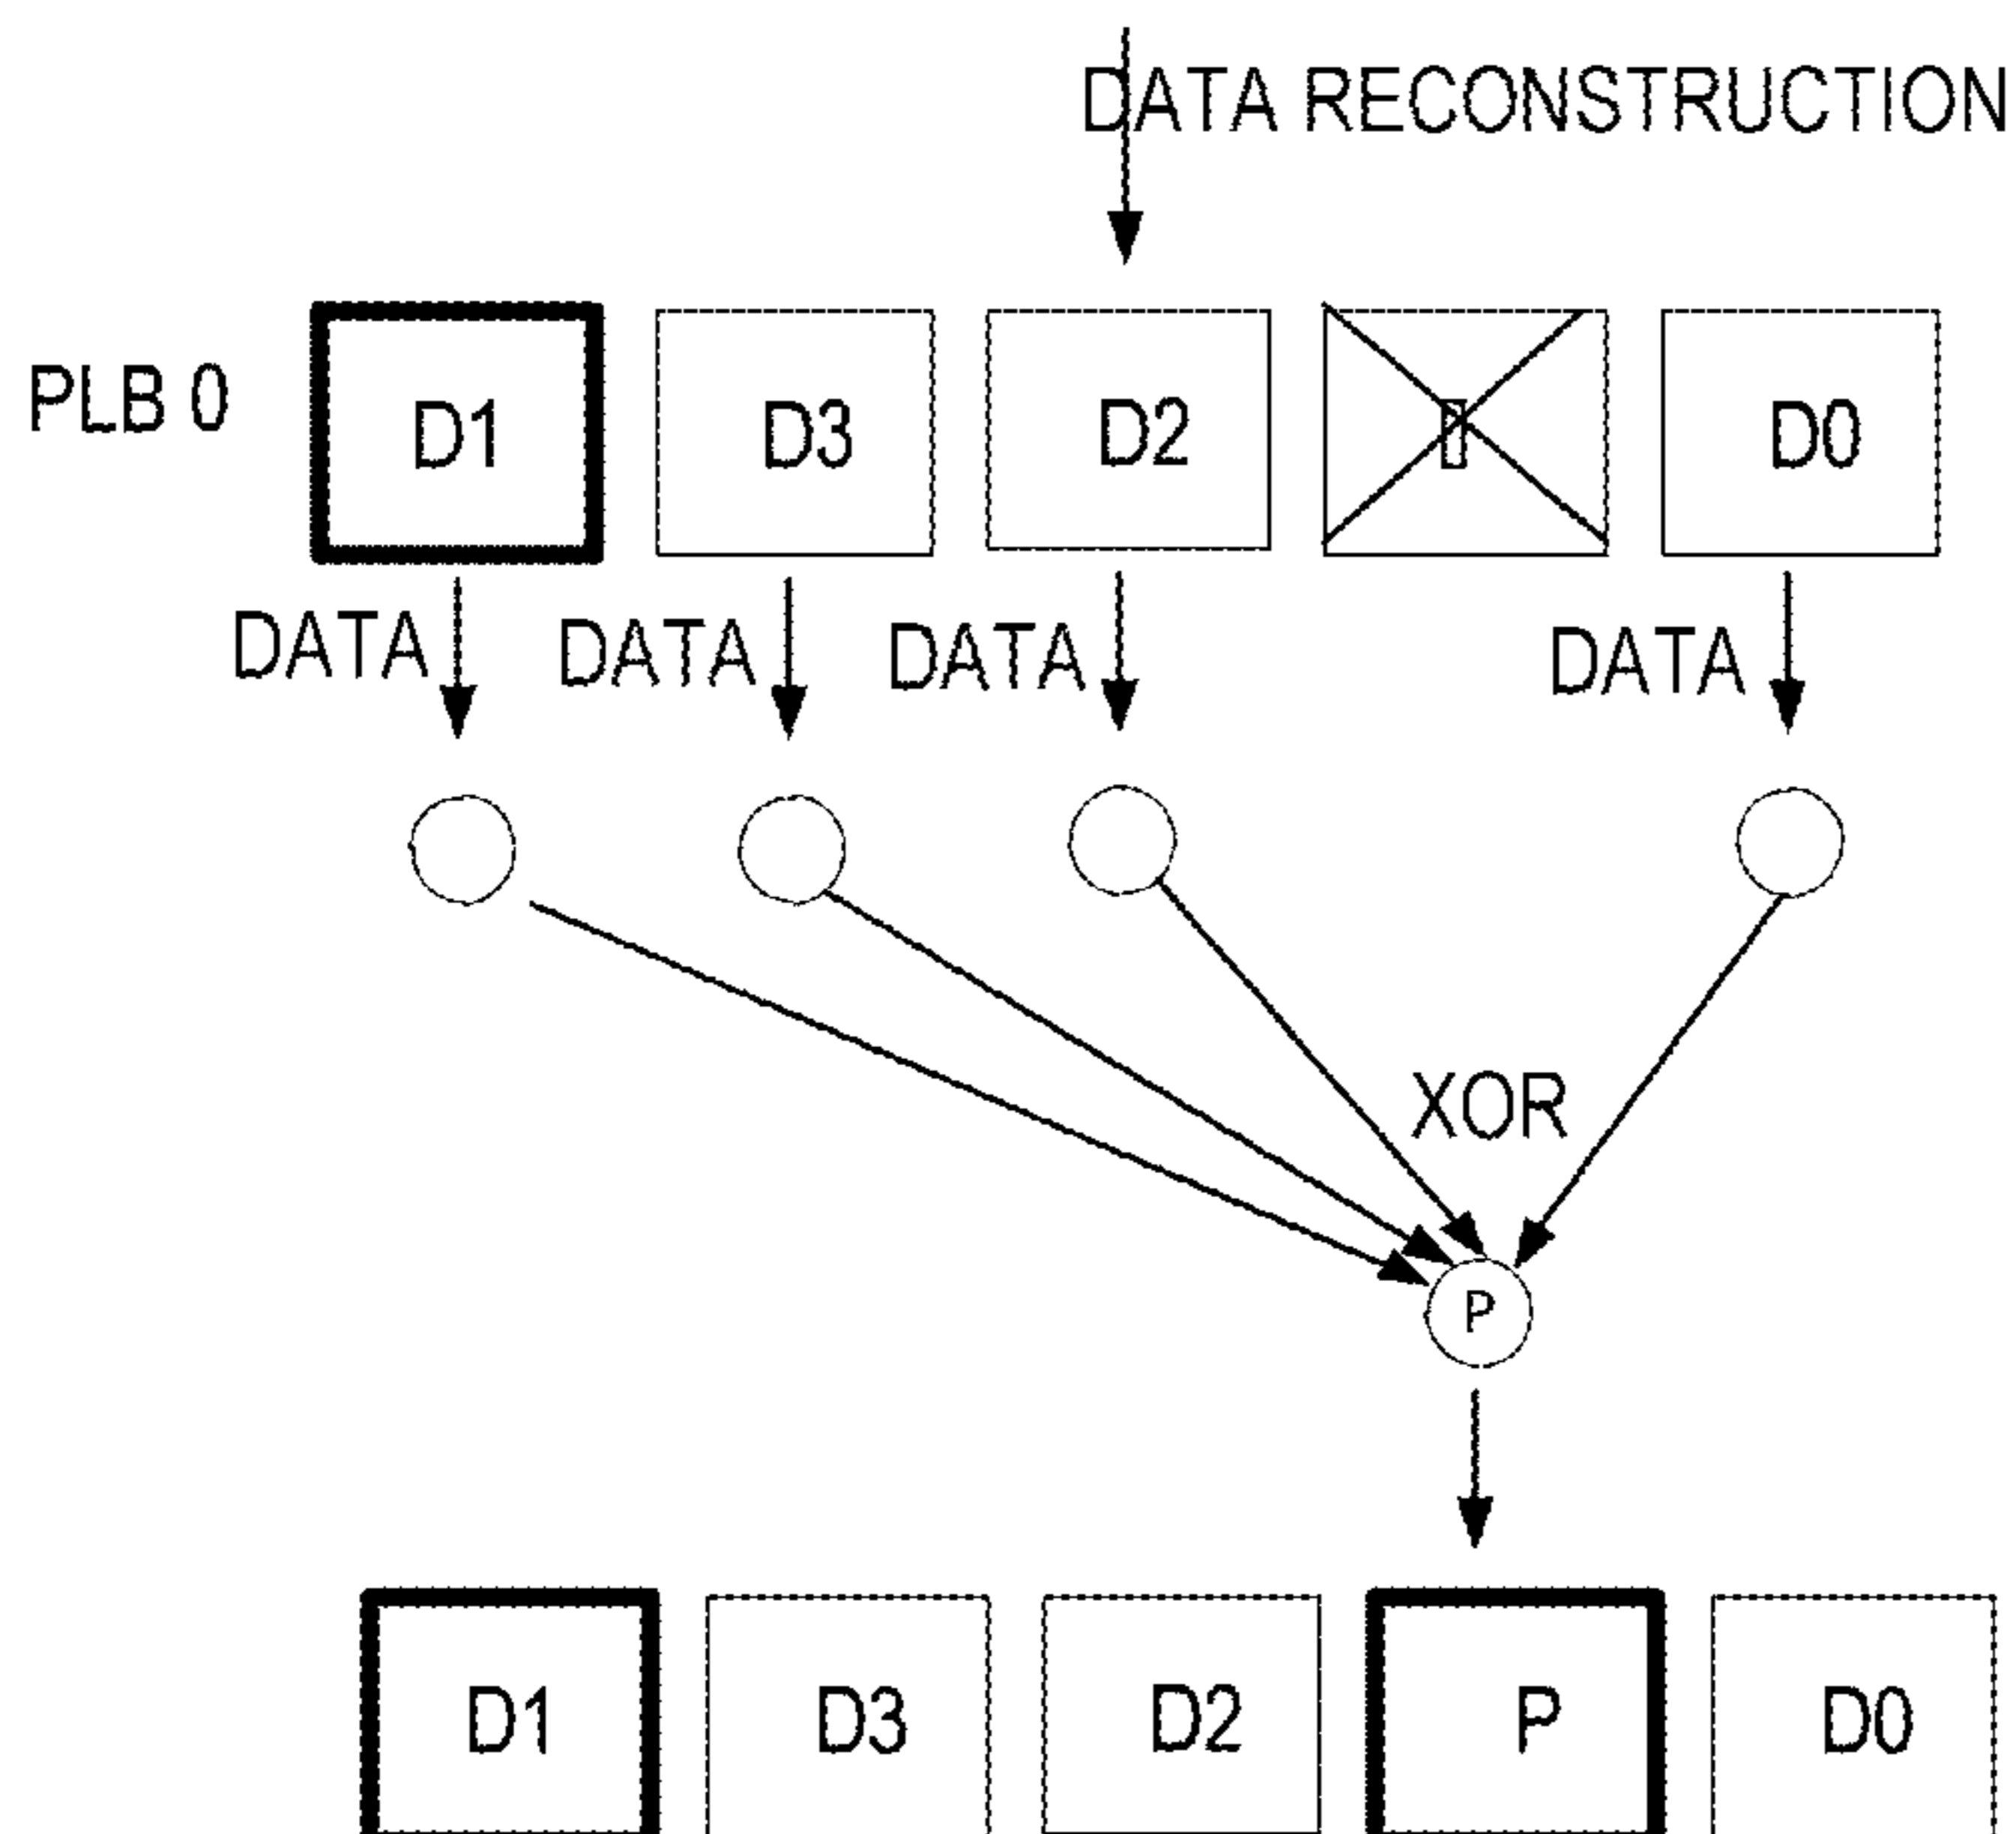 DATA RECONSTRUCTION
PLB 0 D1 D3 D2 D0
DATA DATA DATA DATA
XOR
P
D1 D3 D2 P D0